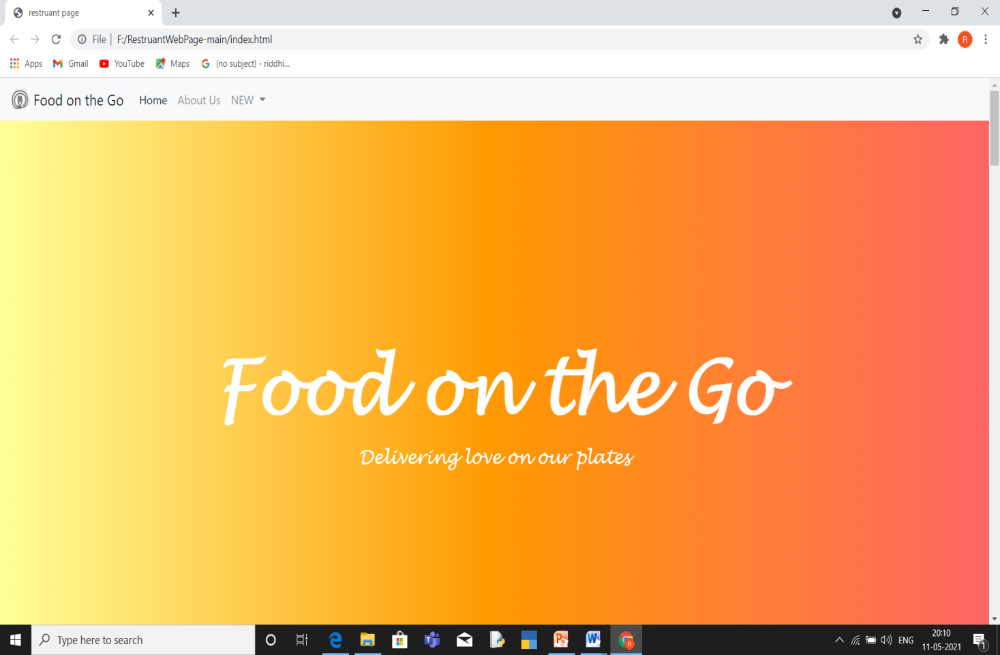 restruant page
File F:/RestruantWebPage-main/index.html
R
Apps Gmail YouTube Maps (no subject) - riddhi...
Food on the Go Home About Us NEW
Food on the Go
Delivering love on our plates
Type here to search
ENG
20:10
11-05-2021
1